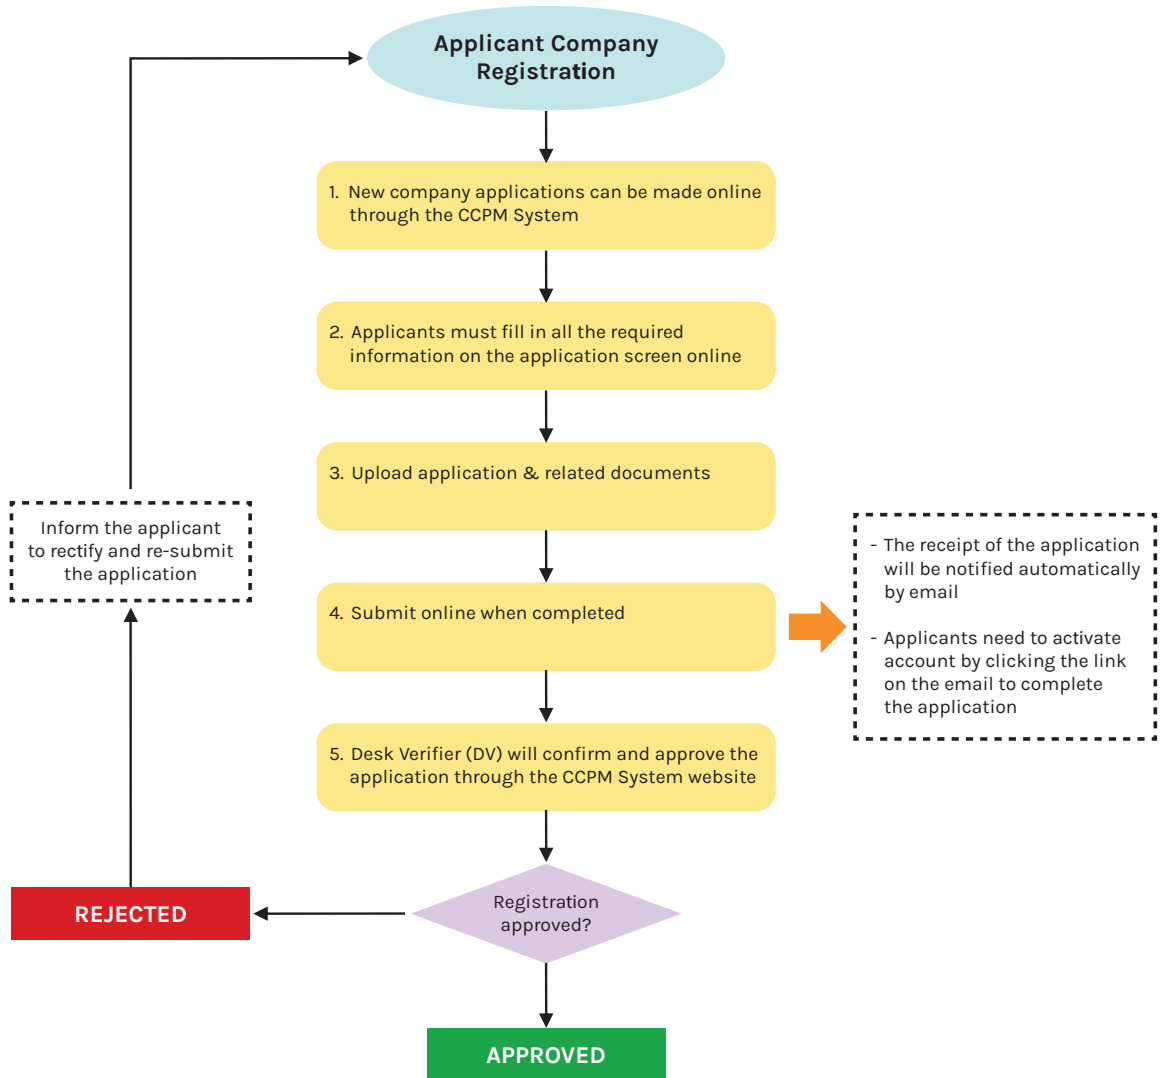 Applicant Company
Registration
1. New company applications can be made online
through the CCPM System
2. Applicants must fill in all the required
information on the application screen online
3. Upload application & related documents
Inform the applicant
to rectify and re-submit
the application
4. Submit online when completed
- The receipt of the application
will be notified automatically
by email
- Applicants need to activate
account by clicking the link
on the email to complete
the application
5. Desk Verifier (DV) will confirm and approve the
application through the CCPM System website
Registration
approved?
REJECTED
APPROVED